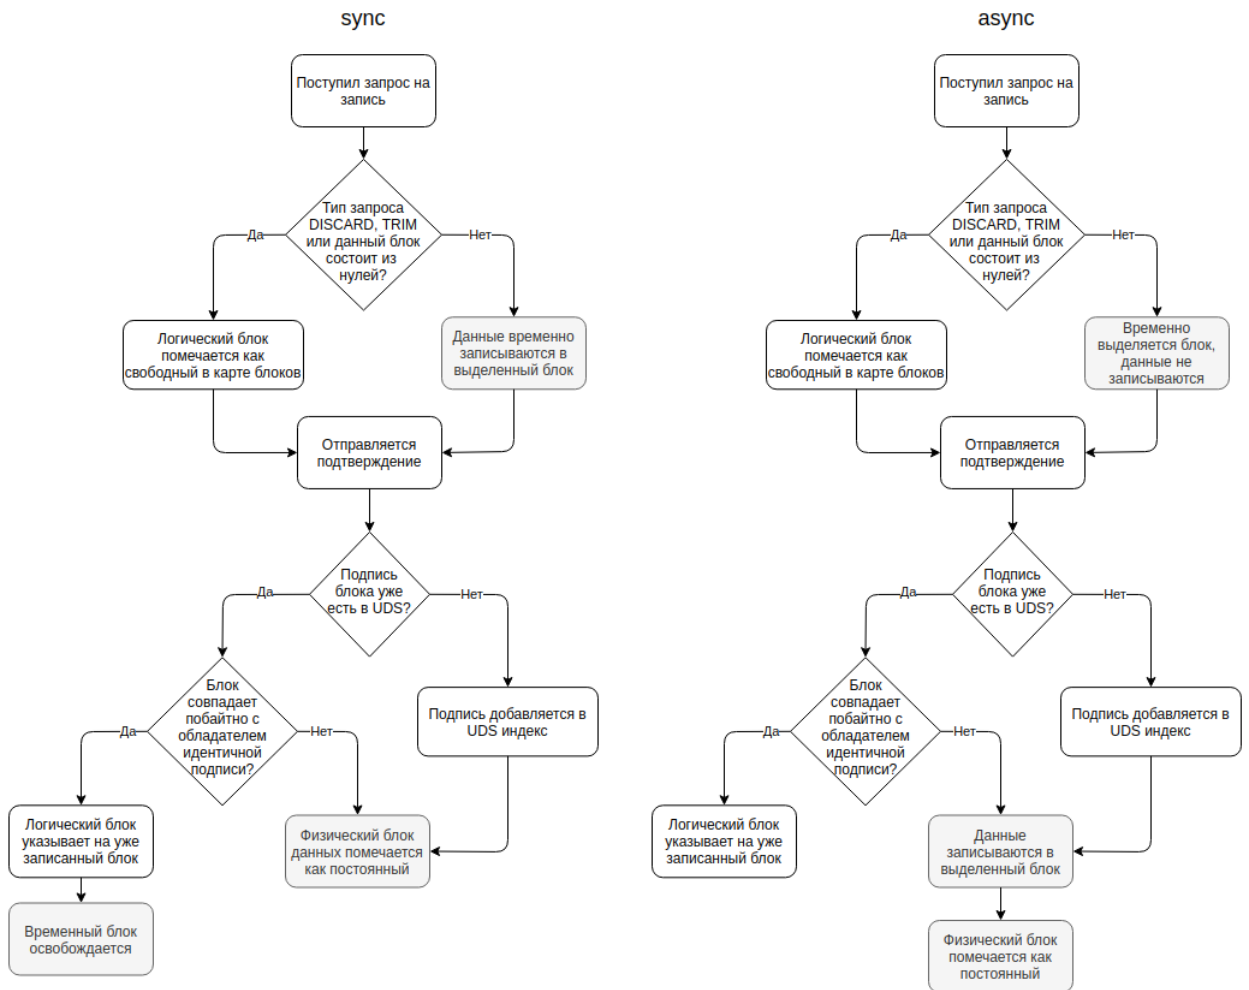 sync
Поступил запрос на
запись
Тип запроса
DISCARD, TRIM
или данный блок
состоит из
нулей?
Да
Нет
Логический блок
помечается как
свободный в карте блоков
Данные временно
записываются в
выделенный блок
Отправляется
подтверждение
Подпись
блока уже
есть в UDS?
Да
Нет
Блок
совпадает
побайтно с
обладателем
идентичной
подписи?
Да
Нет
Подпись добавляется в
UDS индекс
Логический блок
указывает на уже
записанный блок
Физический блок
данных помечается
как постоянный
Временный блок
освобождается
async
Поступил запрос на
запись
Тип запроса
DISCARD, TRIM
или данный блок
состоит из
нулей?
Да
Нет
Логический блок
помечается как
свободный в карте блоков
Временно
выделяется блок,
данные не
записываются
Отправляется
подтверждение
Подпись
блока уже
есть в UDS?
Да
Нет
Блок
совпадает
побайтно с
обладателем
идентичной
подписи?
Да
Нет
Подпись добавляется в
UDS индекс
Логический блок
указывает на уже
записанный блок
Данные
записываются в
выделенный блок
Физический блок
помечается как
постоянный